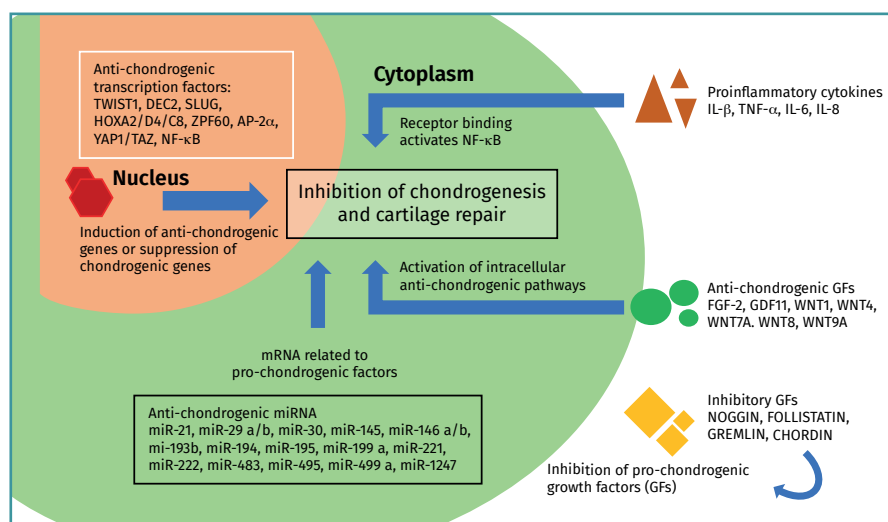 Anti-chondrogenic
transcription factors:
TWIST1, DEC2, SLUG,
HOXA2/D4/C8, ZPF60, AP-2α,
YAP1/TAZ, NF-κB
Nucleus
Induction of anti-chondrogenic
genes or suppression of
chondrogenic genes
Cytoplasm
Receptor binding
activates NF-κB
Proinflammatory cytokines
IL-β, TNF-α, IL-6, IL-8
Inhibition of chondrogenesis
and cartilage repair
Activation of intracellular
anti-chondrogenic pathways
Anti-chondrogenic GFs
FGF-2, GDF11, WNT1, WNT4,
WNT7A. WNT8, WNT9A
mRNA related to
pro-chondrogenic factors
Anti-chondrogenic miRNA
miR-21, miR-29 a/b, miR-30, miR-145, miR-146 a/b,
mi-193b, miR-194, miR-195, miR-199 a, miR-221,
miR-222, miR-483, miR-495, miR-499 a, miR-1247
Inhibitory GFs
NOGGIN, FOLLISTATIN,
GREMLIN, CHORDIN
Inhibition of pro-chondrogenic
growth factors (GFs)